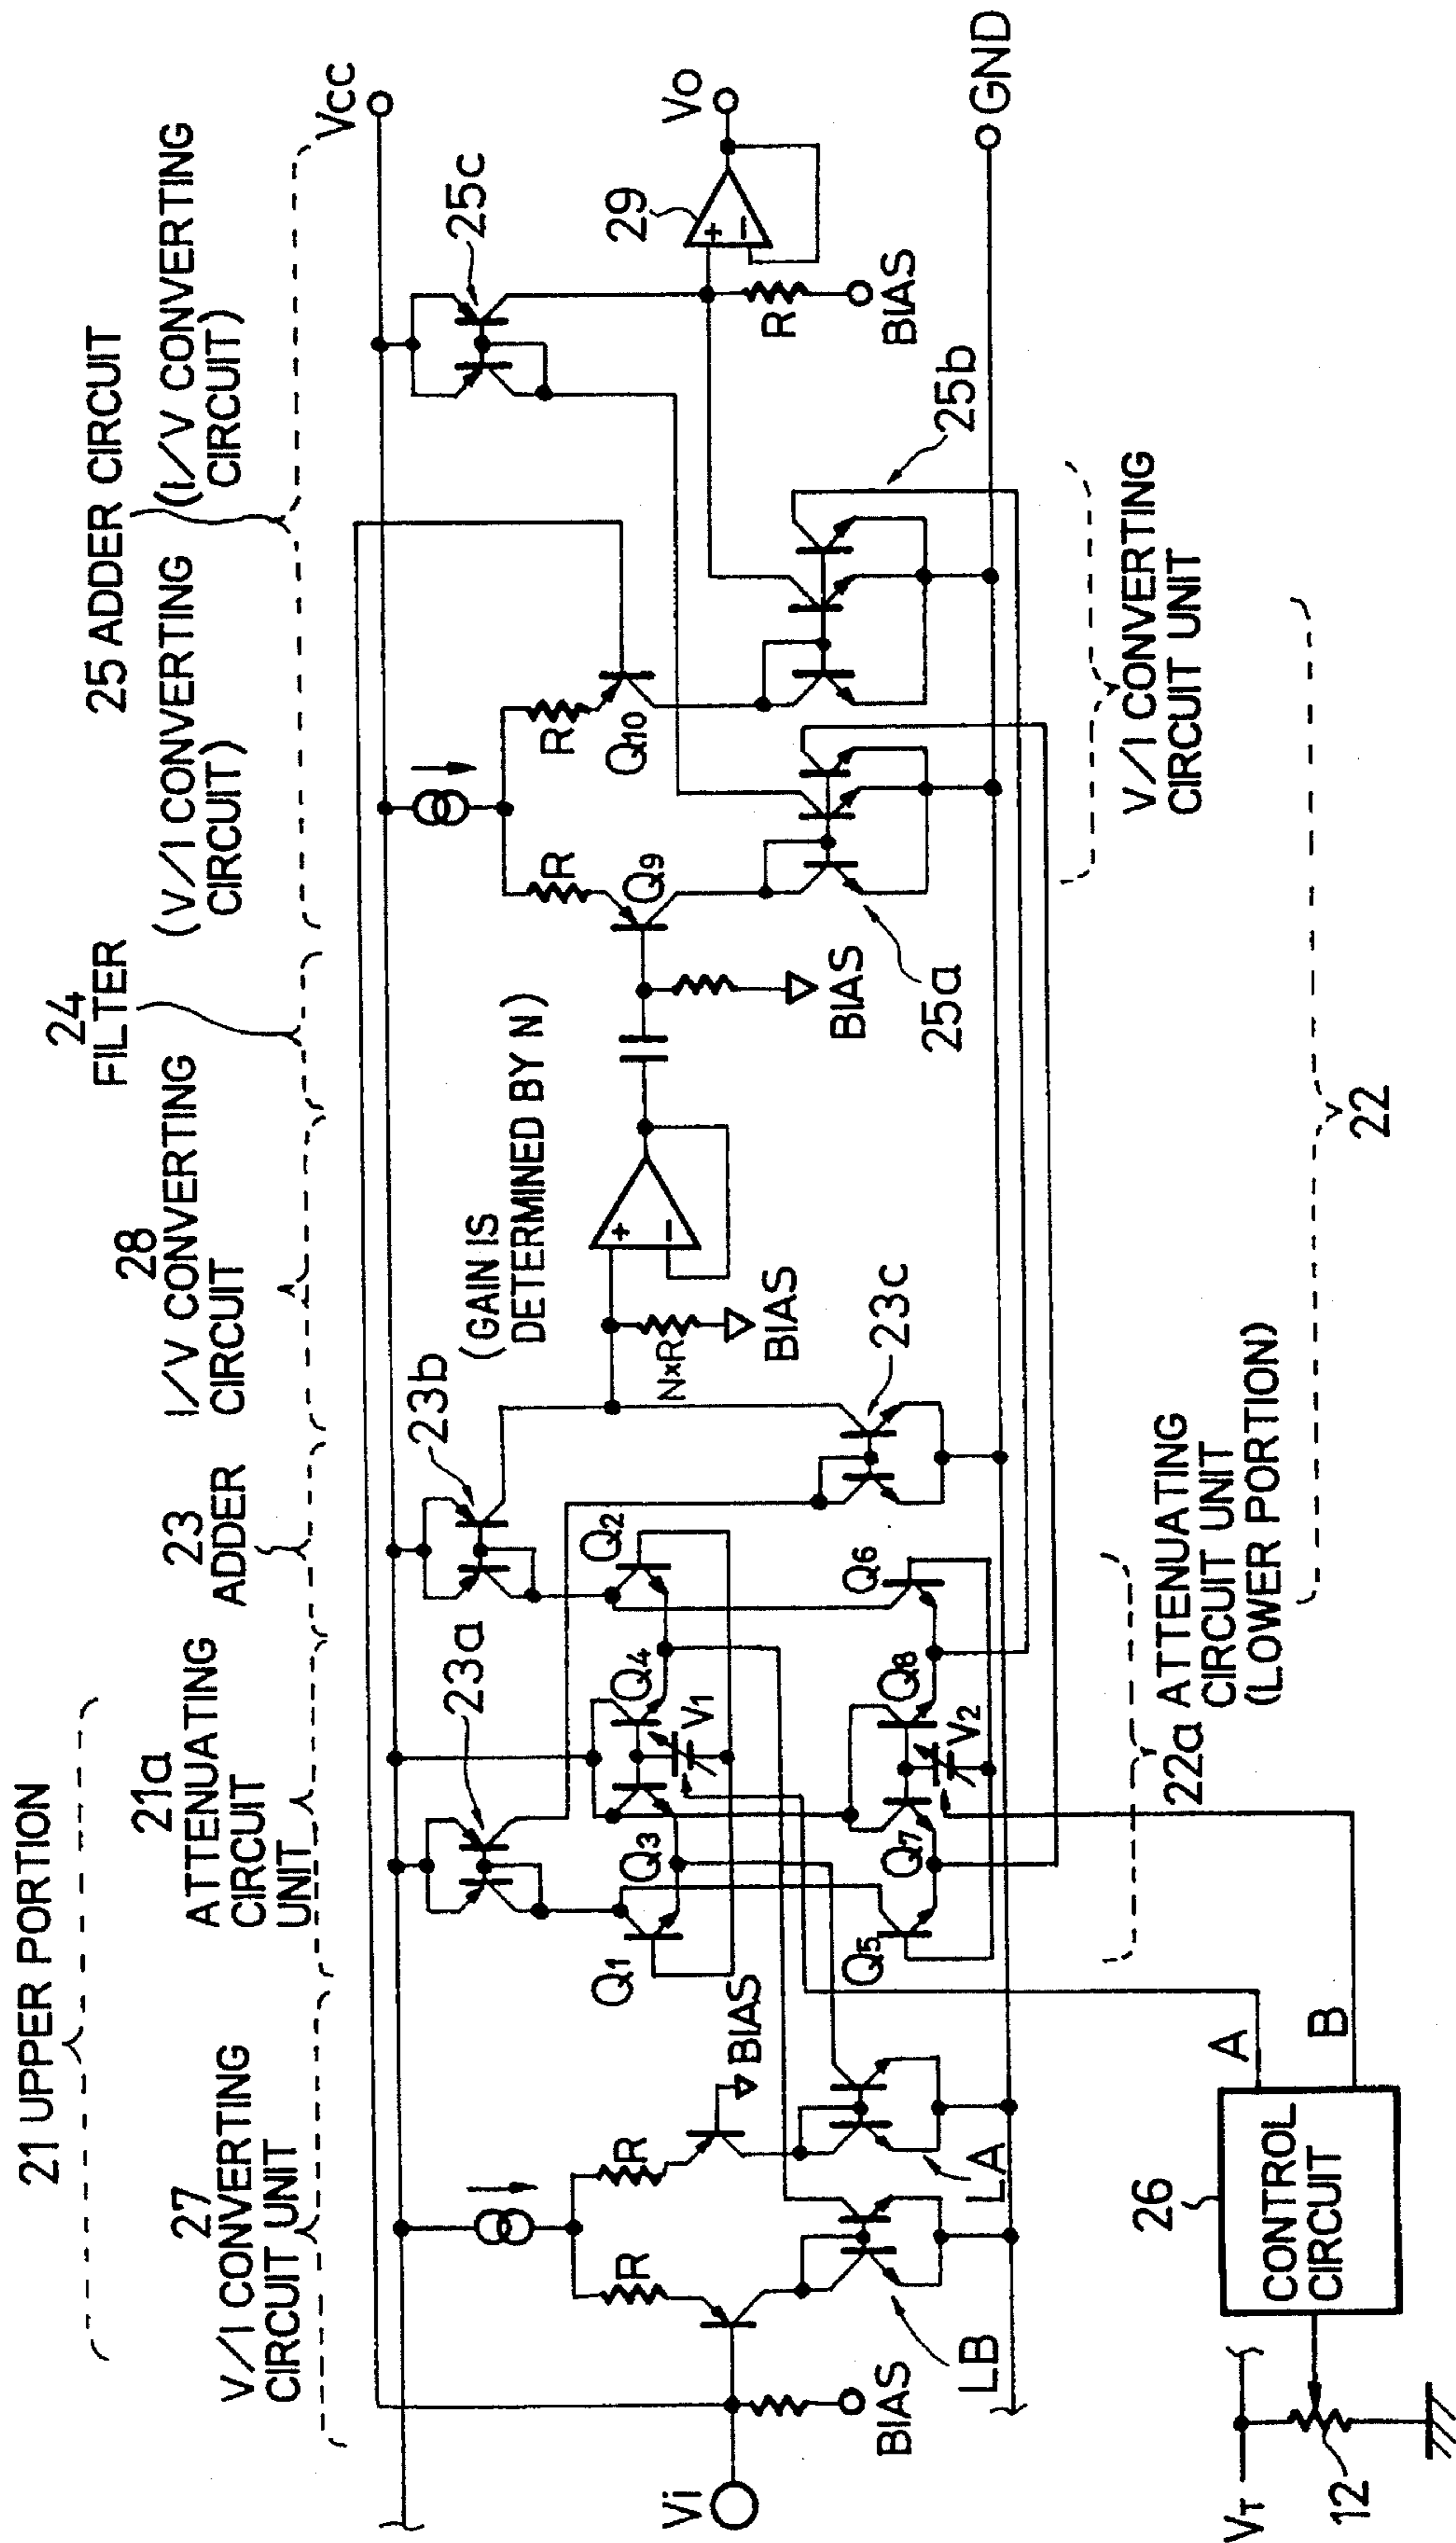 21 UPPER PORTION
27
V/I CONVERTING
CIRCUIT UNIT
21a
ATTENUATING
CIRCUIT
UNIT
23
ADDER
28
I/V CONVERTING
CIRCUIT
24
FILTER
25 ADDER CIRCUIT
(V/I CONVERTING
CIRCUIT)
(I/V CONVERTING
CIRCUIT)
Vcc
23a
23b
(GAIN IS
DETERMINED BY N)
25c
R
R
BIAS
Q1
Q3
Q4
Q2
V1
N×R
BIAS
+
−
BIAS
R
R
Q9
Q10
29
+
−
Vo
R
BIAS
Vi
BIAS
LB
LA
Q5
Q7
Q8
Q6
V2
23c
25a
25b
GND
22a ATTENUATING
CIRCUIT UNIT
(LOWER PORTION)
V/I CONVERTING
CIRCUIT UNIT
22
VT
12
26
CONTROL
CIRCUIT
A
B